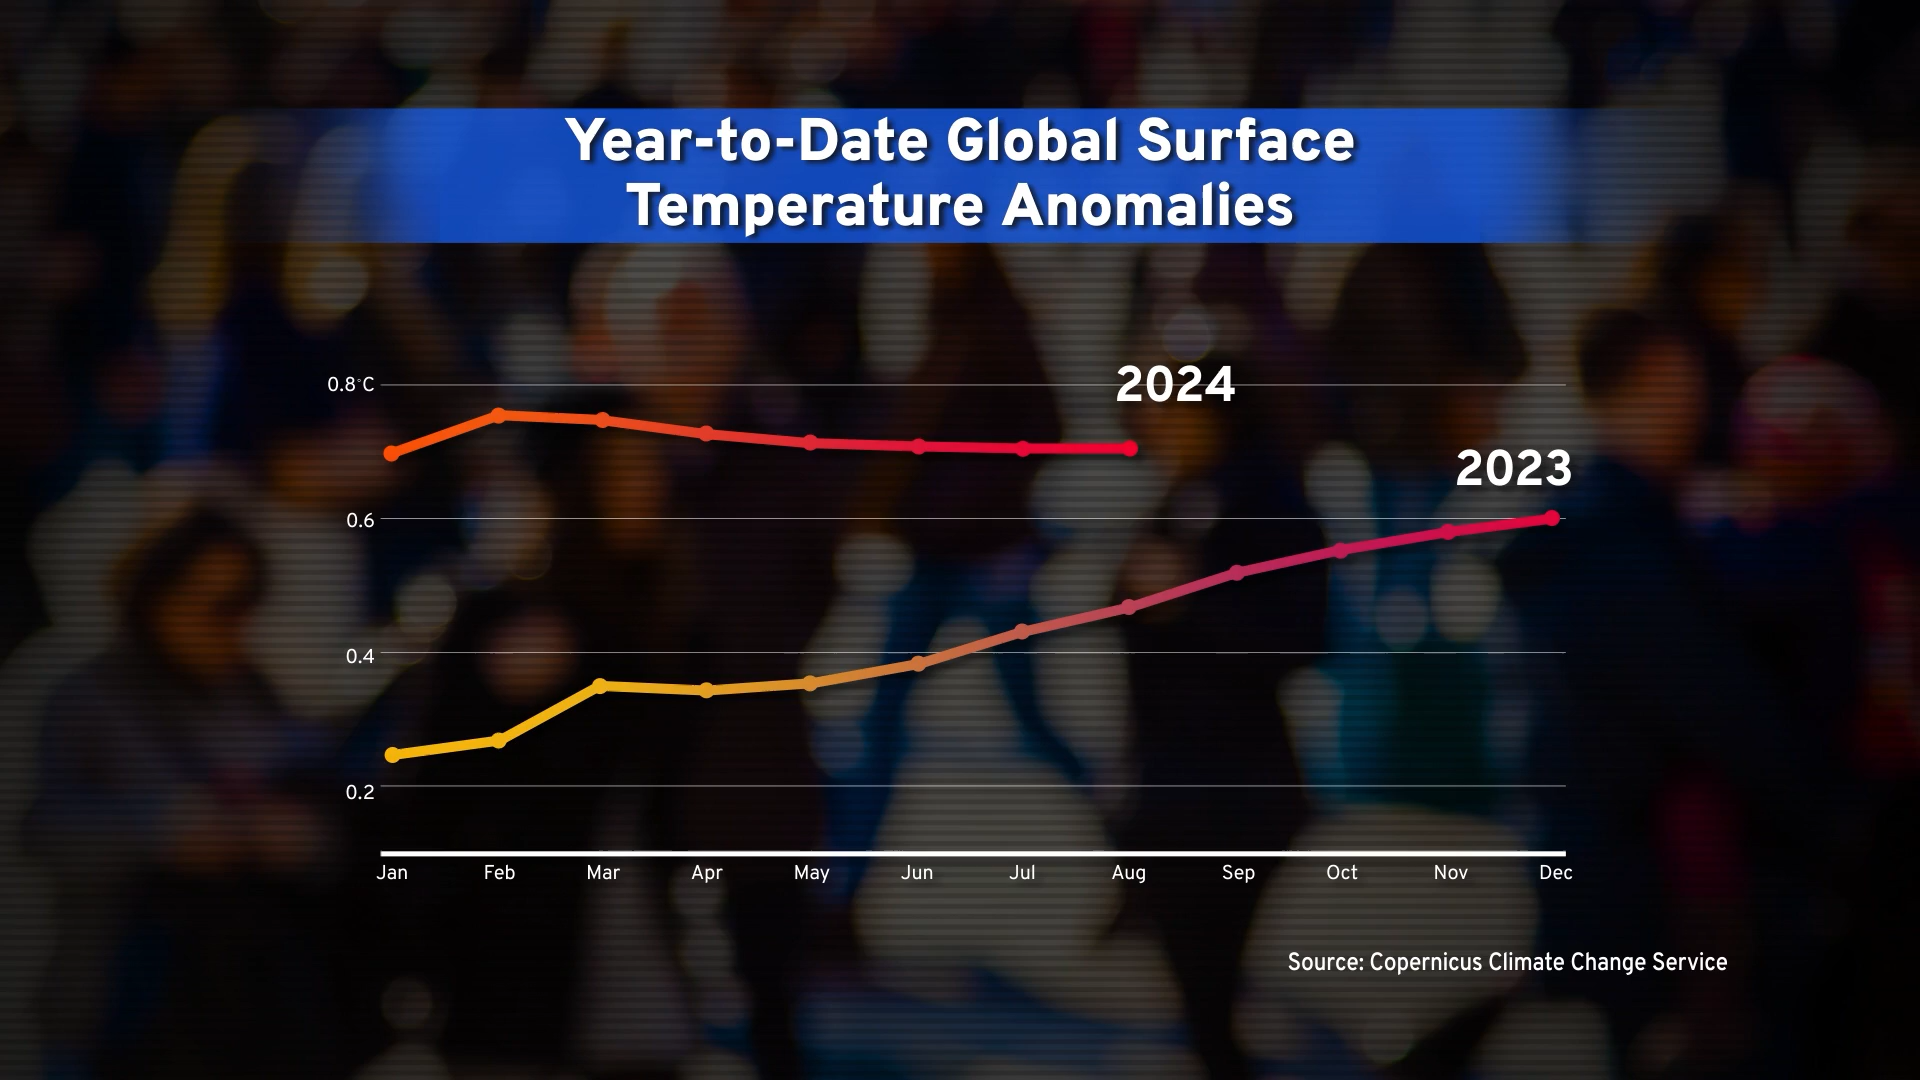 Year-to-Date Global Surface
Temperature Anomalies
0.8°C
2024
2023
0.6
0.4
0.2
Jan Feb Mar Apr May Jun Jul Aug Sep Oct Nov Dec
Source: Copernicus Climate Change Service